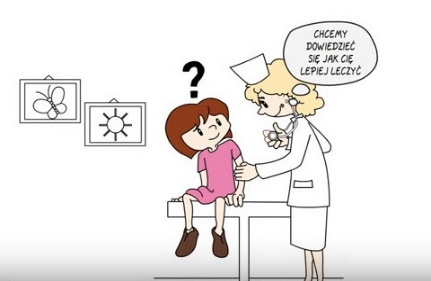 ?
CHCEMY
DOWIEDZIEĆ
SIĘ JAK CIĘ
LEPIEJ LECZYĆ